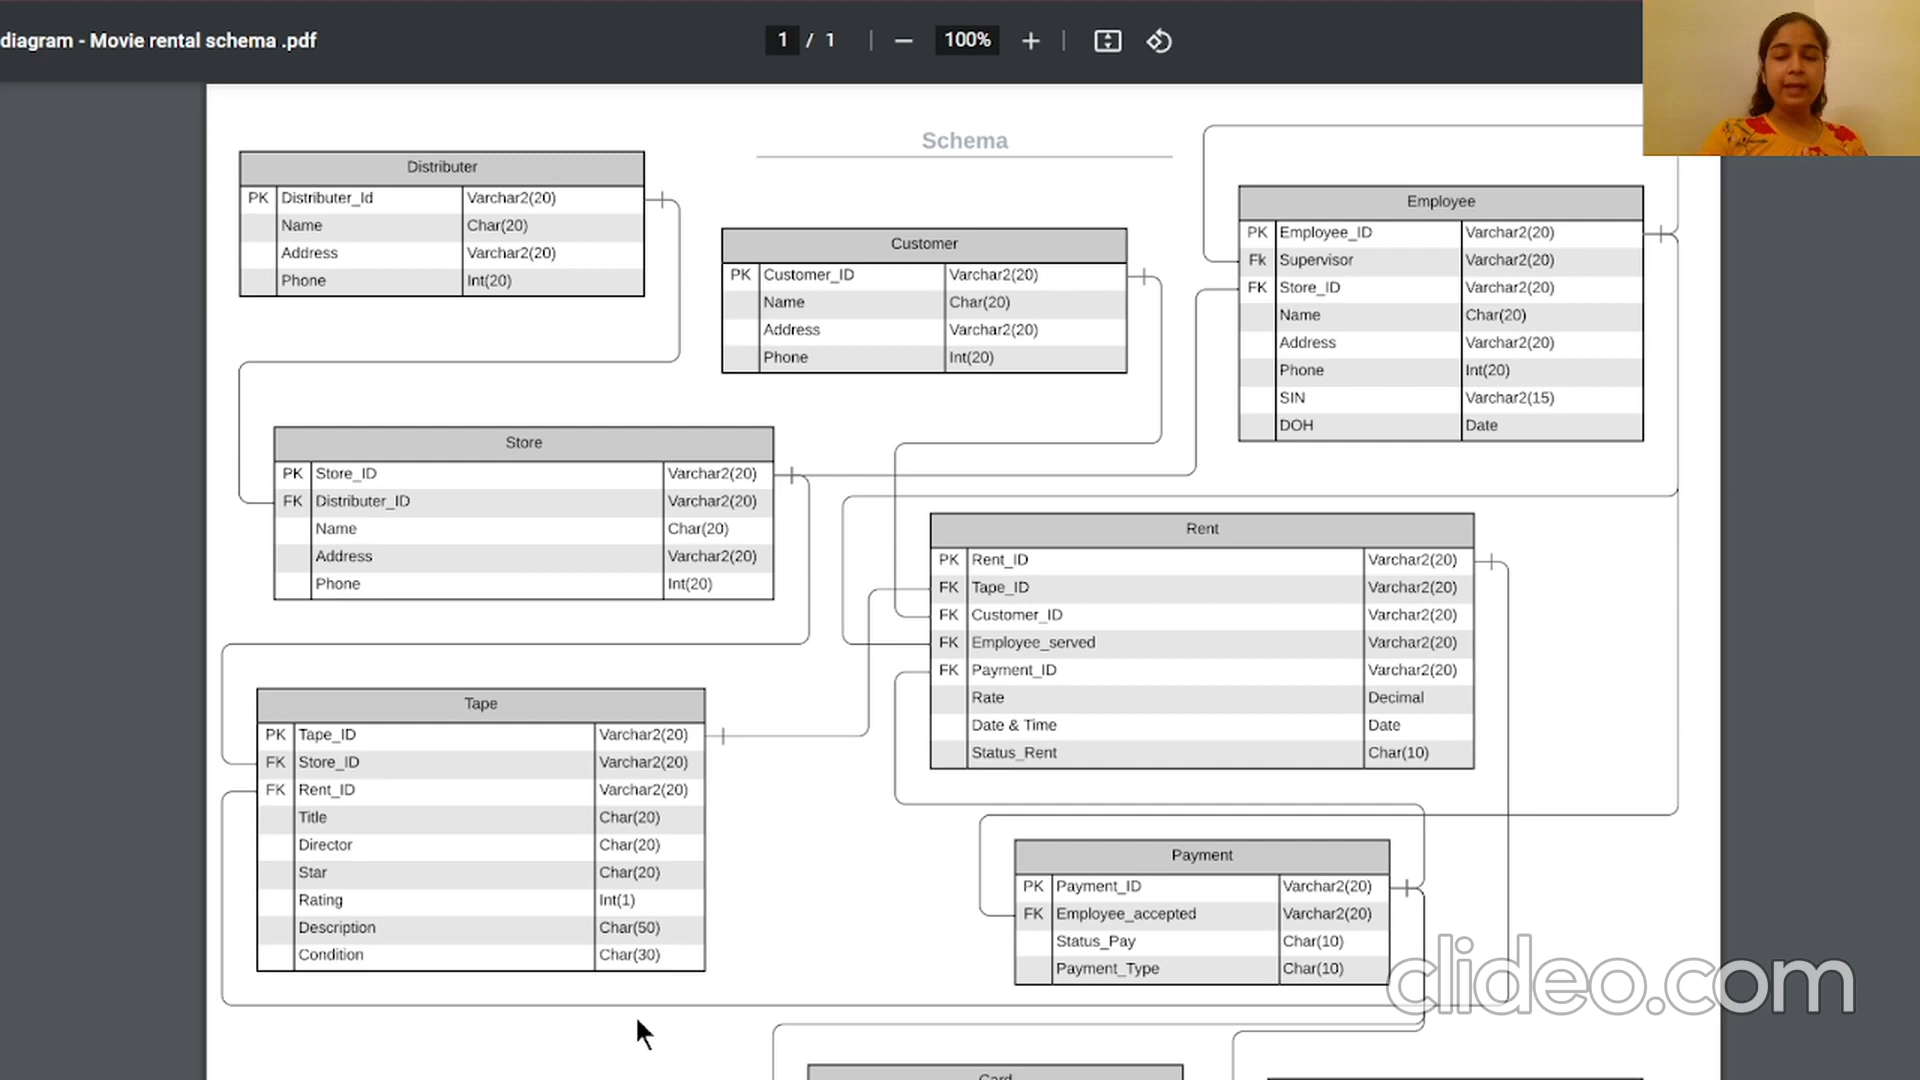 diagram - Movie rental schema .pdf
1 / 1
100%
Schema
Distributer
PK Distributer_Id Varchar2(20)
Name Char(20)
Address Varchar2(20)
Phone Int(20)
Customer
PK Customer_ID Varchar2(20)
Name Char(20)
Address Varchar2(20)
Phone Int(20)
Employee
PK Employee_ID Varchar2(20)
Fk Supervisor Varchar2(20)
FK Store_ID Varchar2(20)
Name Char(20)
Address Varchar2(20)
Phone Int(20)
SIN Varchar2(15)
DOH Date
Store
PK Store_ID Varchar2(20)
FK Distributer_ID Varchar2(20)
Name Char(20)
Address Varchar2(20)
Phone Int(20)
Rent
PK Rent_ID Varchar2(20)
FK Tape_ID Varchar2(20)
FK Customer_ID Varchar2(20)
FK Employee_served Varchar2(20)
FK Payment_ID Varchar2(20)
Rate Decimal
Date & Time Date
Status_Rent Char(10)
Tape
PK Tape_ID Varchar2(20)
FK Store_ID Varchar2(20)
FK Rent_ID Varchar2(20)
Title Char(20)
Director Char(20)
Star Char(20)
Rating Int(1)
Description Char(50)
Condition Char(30)
Payment
PK Payment_ID Varchar2(20)
FK Employee_accepted Varchar2(20)
Status_Pay Char(10)
Payment_Type Char(10)
clideo.com
Card